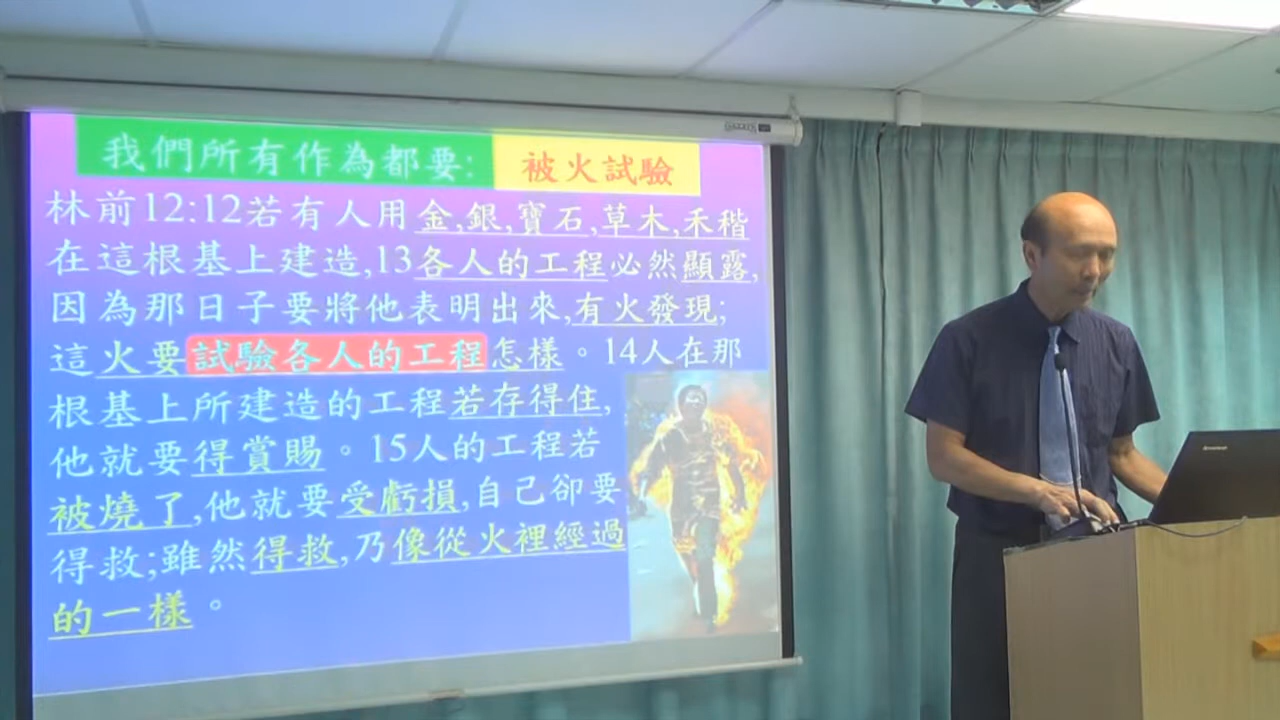 我們所有作為都要: 被火試驗
林前12:12若有人用金,銀,寶石,草木,禾稭
在這根基上建造,13各人的工程必然顯露,
因為那日子要將他表明出來,有火發現;
這火要試驗各人的工程怎樣。14人在那
根基上所建造的工程若存得住,
他就要得賞賜。15人的工程若
被燒了,他就要受虧損,自己卻要
得救;雖然得救,乃像從火裡經過
的一樣。